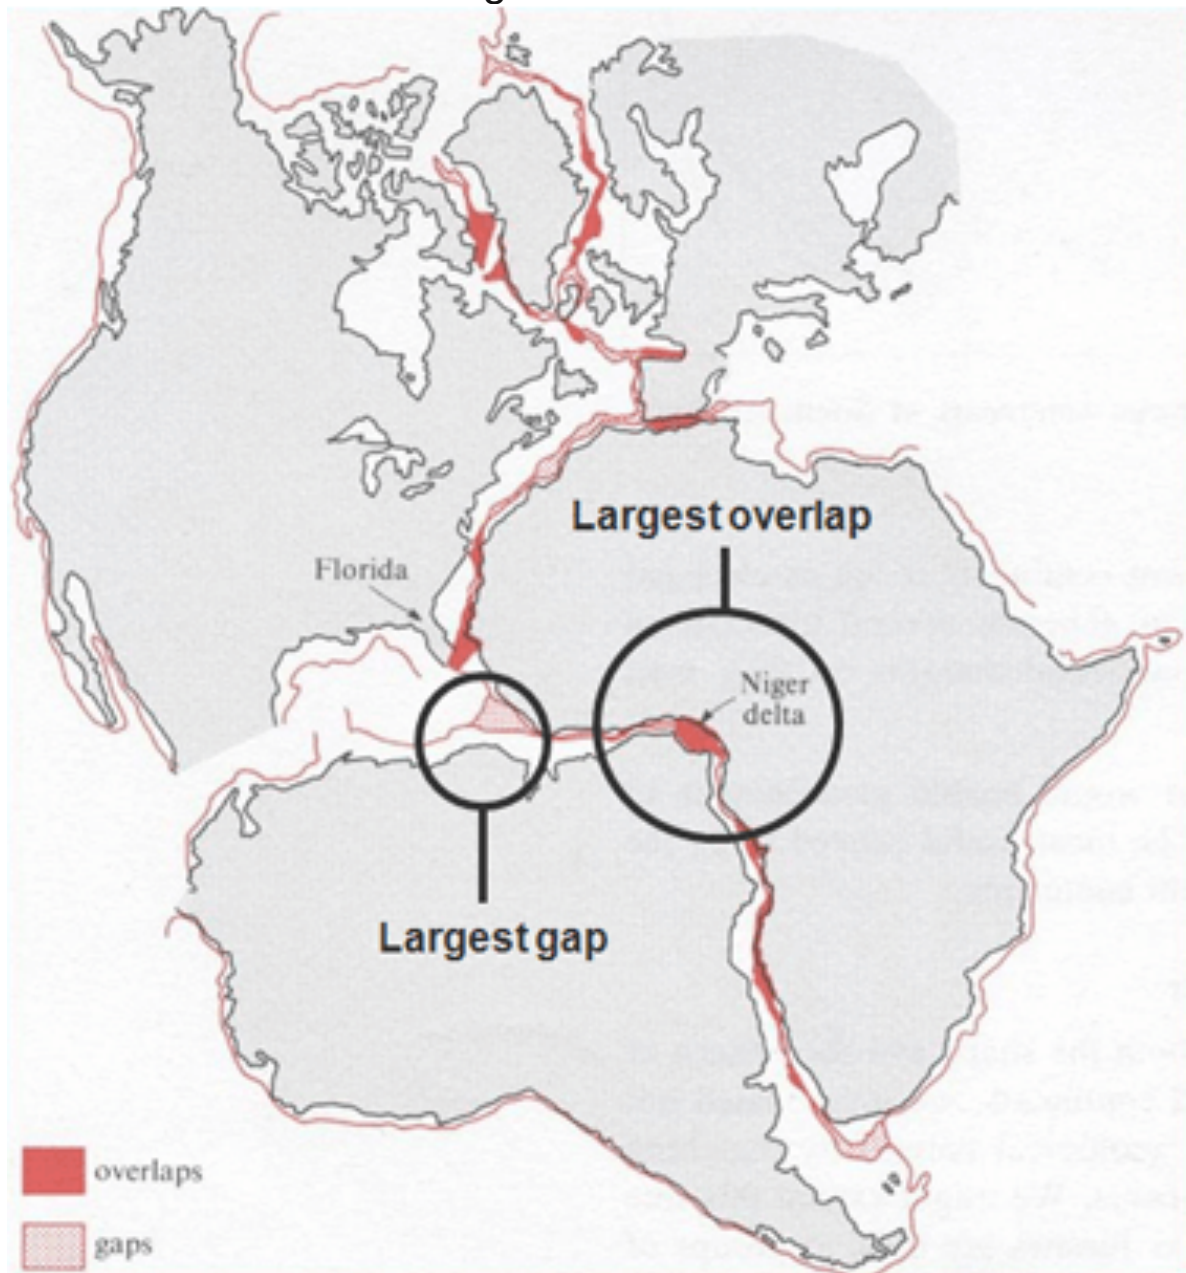 Largest overlap
Florida
Niger
delta
Largest gap
overlaps
gaps